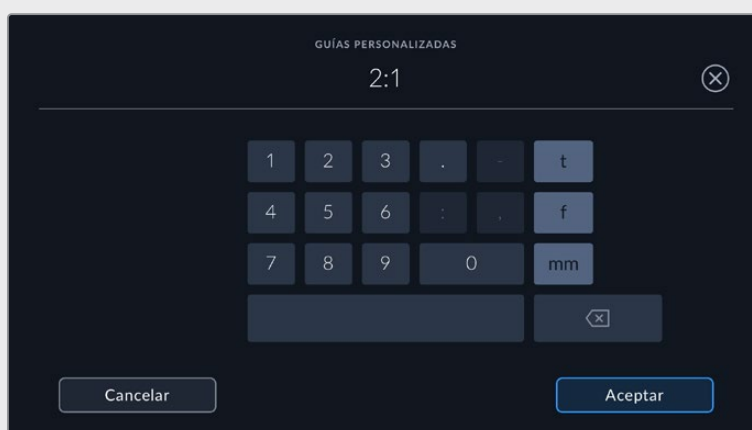 GUÍAS PERSONALIZADAS
2:1
1 2 3 . - t
4 5 6 : , f
7 8 9 0 mm
Cancelar Aceptar